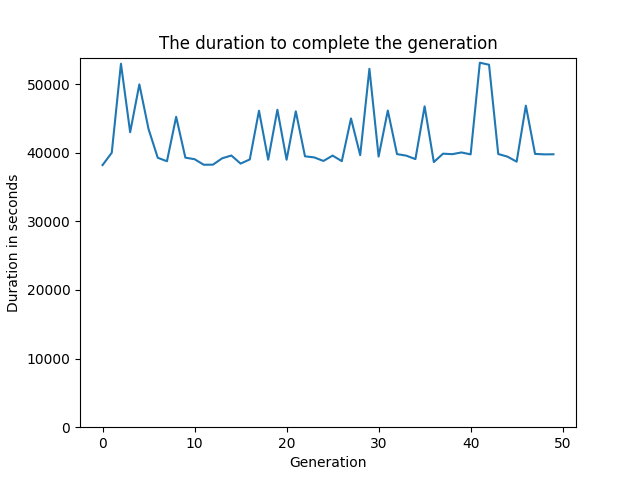 The duration to complete the generation
Duration in seconds
50000
40000
30000
20000
10000
0
0 10 20 30 40 50
Generation